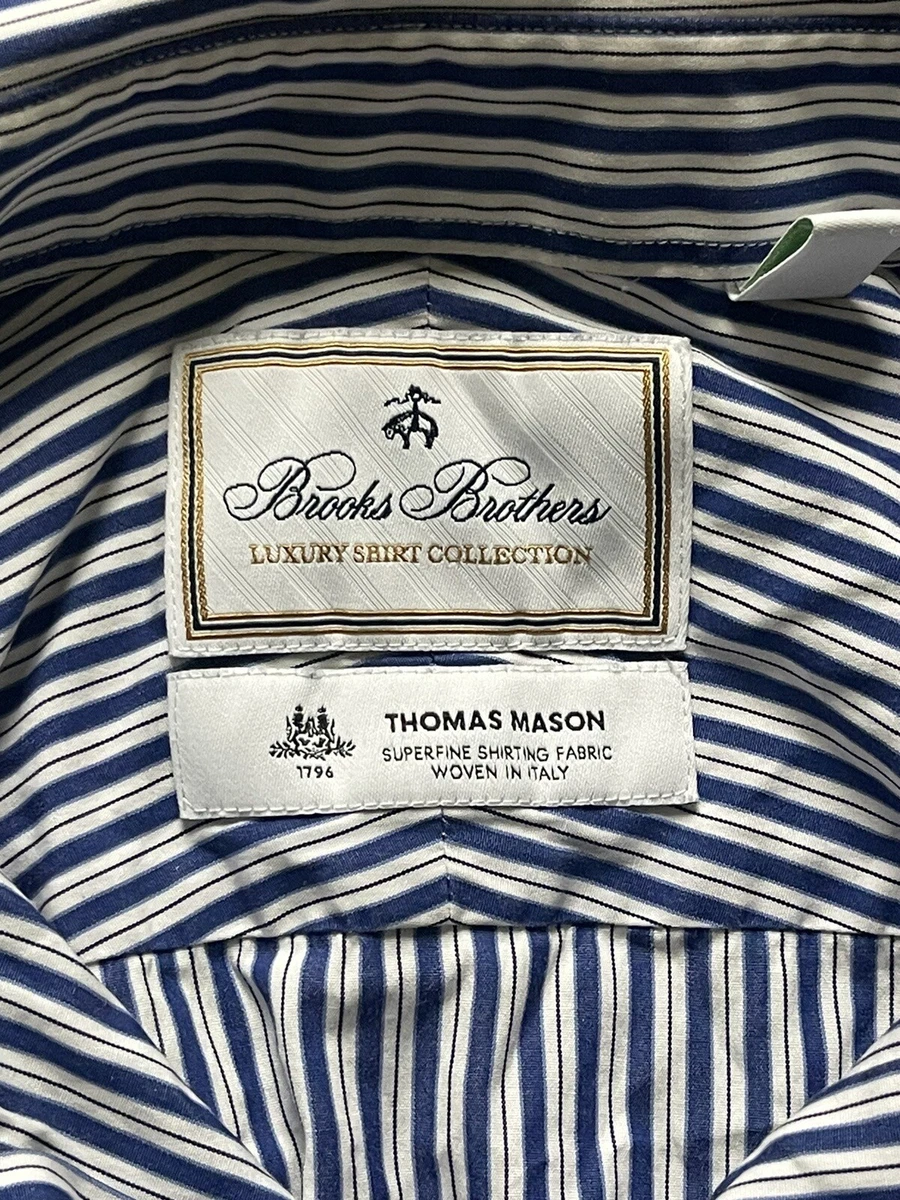 Brooks Brothers
LUXURY SHIRT COLLECTION
THOMAS MASON
SUPERFINE SHIRTING FABRIC
WOVEN IN ITALY
1796